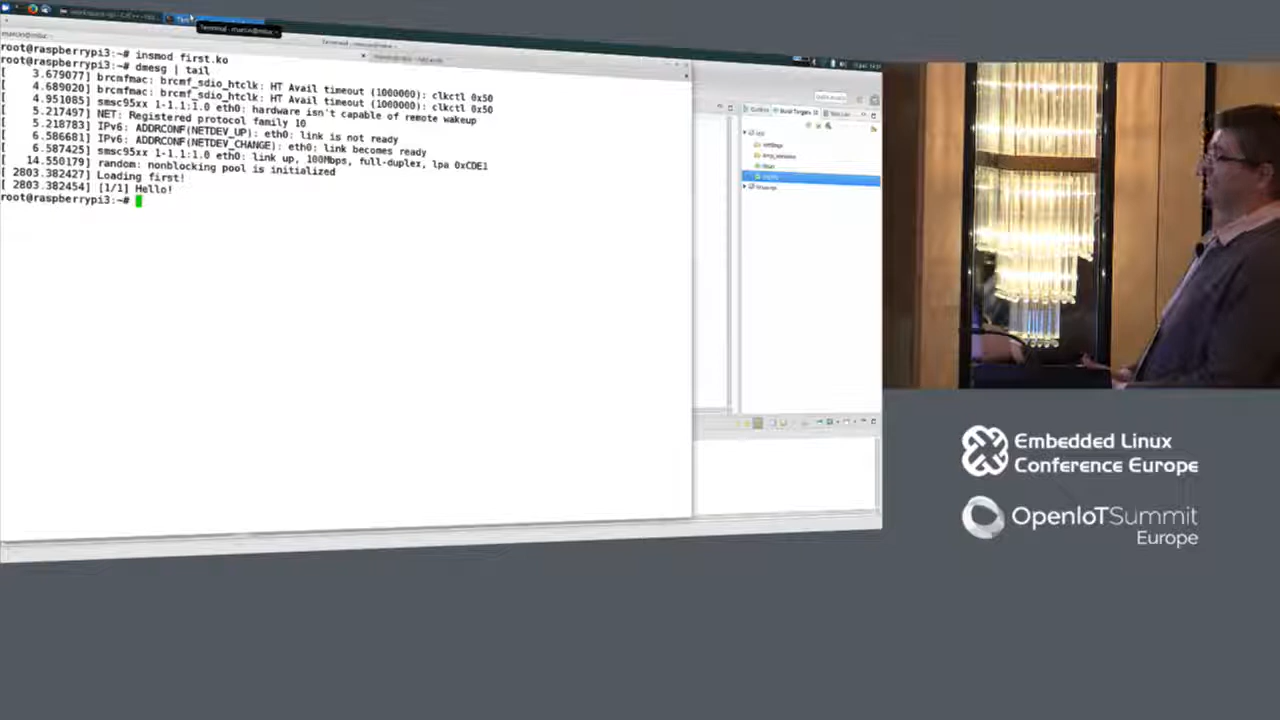 Terminal - marcin@miluc: ~
root@raspberrypi3:~# insmod first.ko
root@raspberrypi3:~# dmesg | tail
[    3.679077] brcmfmac: brcmf_sdio_htclk: HT Avail timeout (1000000): clkctl 0x50
[    4.689020] brcmfmac: brcmf_sdio_htclk: HT Avail timeout (1000000): clkctl 0x50
[    4.951085] smsc95xx 1-1.1:1.0 eth0: hardware isn't capable of remote wakeup
[    5.217497] NET: Registered protocol family 10
[    5.218783] IPv6: ADDRCONF(NETDEV_UP): eth0: link is not ready
[    6.586681] IPv6: ADDRCONF(NETDEV_CHANGE): eth0: link becomes ready
[    6.587425] smsc95xx 1-1.1:1.0 eth0: link up, 100Mbps, full-duplex, lpa 0xCDE1
[   14.550179] random: nonblocking pool is initialized
[ 2803.382427] Loading first!
[ 2803.382454] [1/1] Hello!
root@raspberrypi3:~#
Build Targets
Embedded Linux
Conference Europe
OpenIoTSummit
Europe